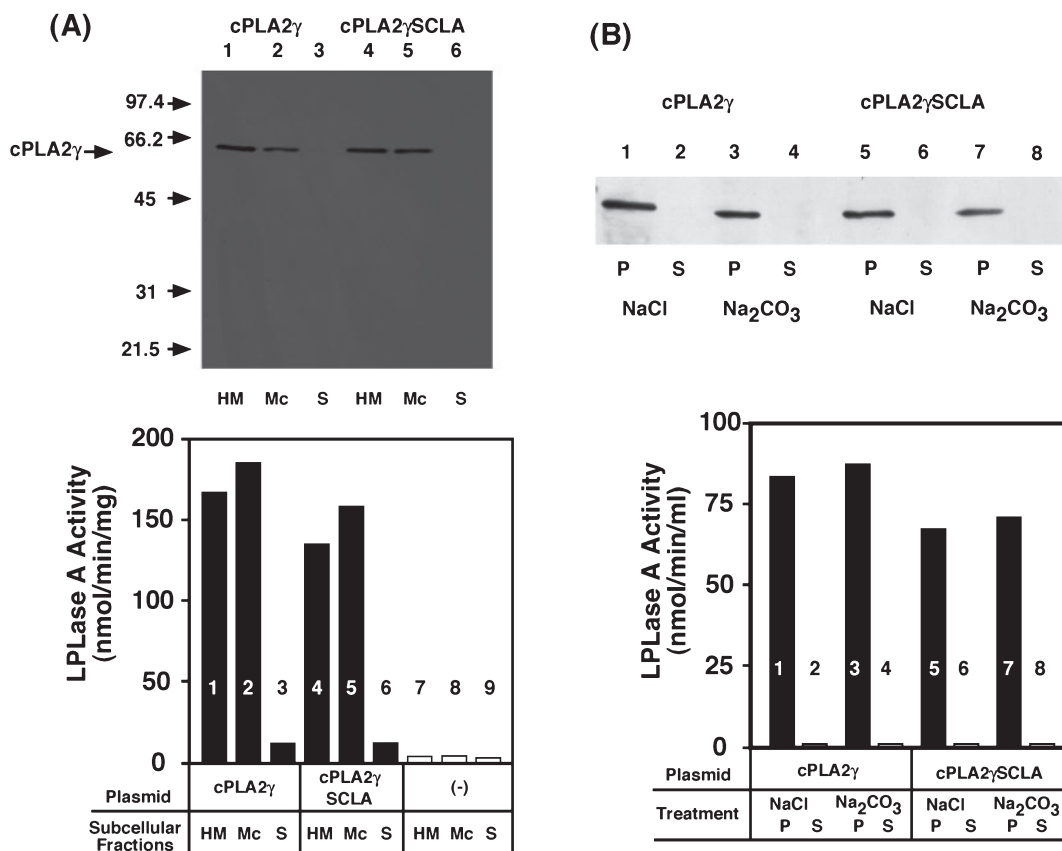 (A)
cPLA2γ cPLA2γSCLA
1 2 3 4 5 6
97.4
66.2
cPLA2γ
45
31
21.5
HM Mc S HM Mc S
LPLase A Activity
(nmol/min/mg)
200
150
100
50
0
1 2 3 4 5 6 7 8 9
Plasmid cPLA2γ cPLA2γ SCLA (-)
Subcellular Fractions HM Mc S HM Mc S HM Mc S
(B)
cPLA2γ cPLA2γSCLA
1 2 3 4 5 6 7 8
P S P S P S P S
NaCl Na₂CO₃ NaCl Na₂CO₃
LPLase A Activity
(nmol/min/ml)
100
75
50
25
0
1 2 3 4 5 6 7 8
Plasmid cPLA2γ cPLA2γSCLA
Treatment NaCl Na₂CO₃ NaCl Na₂CO₃
P S P S P S P S